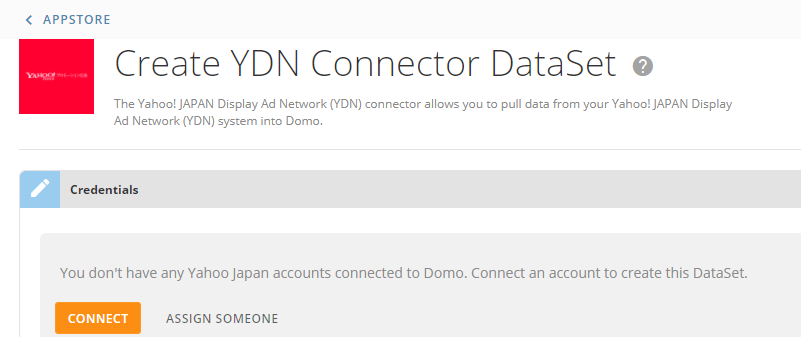 APPSTORE
Create YDN Connector DataSet ?
The Yahoo! JAPAN Display Ad Network (YDN) connector allows you to pull data from your Yahoo! JAPAN Display
Ad Network (YDN) system into Domo.
YAHOO!
Credentials
You don't have any Yahoo Japan accounts connected to Domo. Connect an account to create this DataSet.
CONNECT ASSIGN SOMEONE